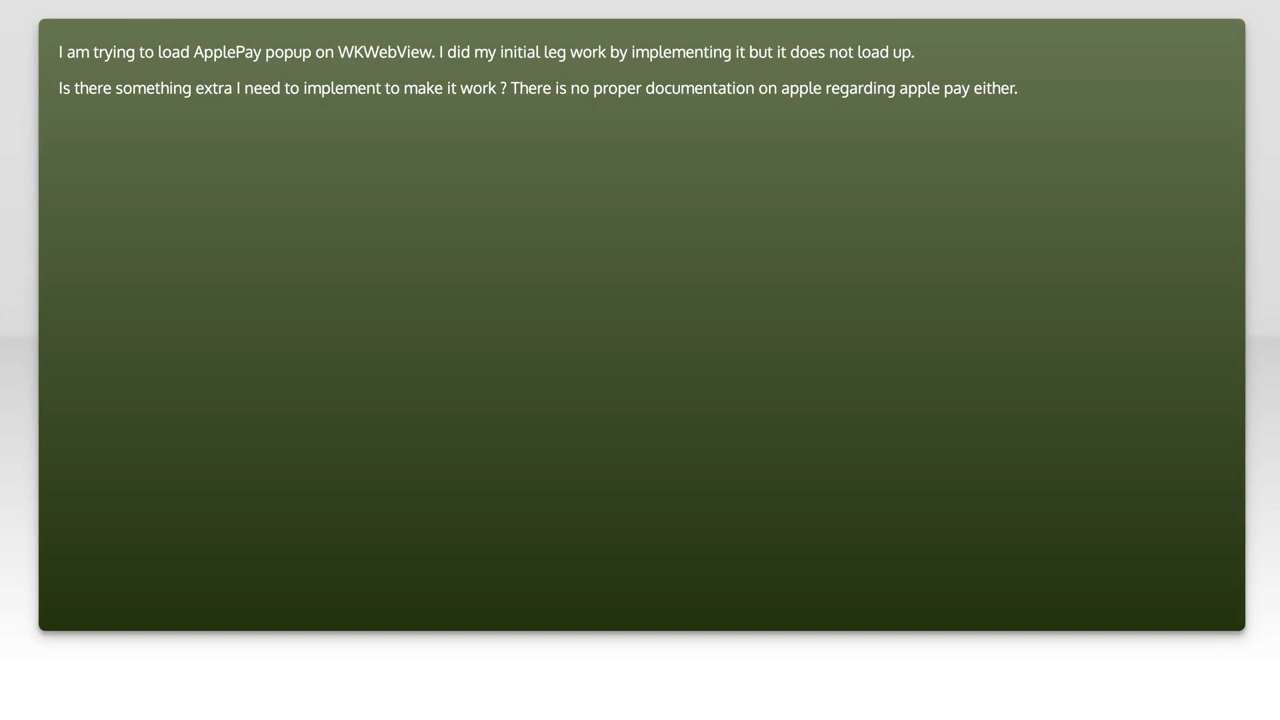 I am trying to load ApplePay popup on WKWebView. I did my initial leg work by implementing it but it does not load up.
Is there something extra I need to implement to make it work ? There is no proper documentation on apple regarding apple pay either.